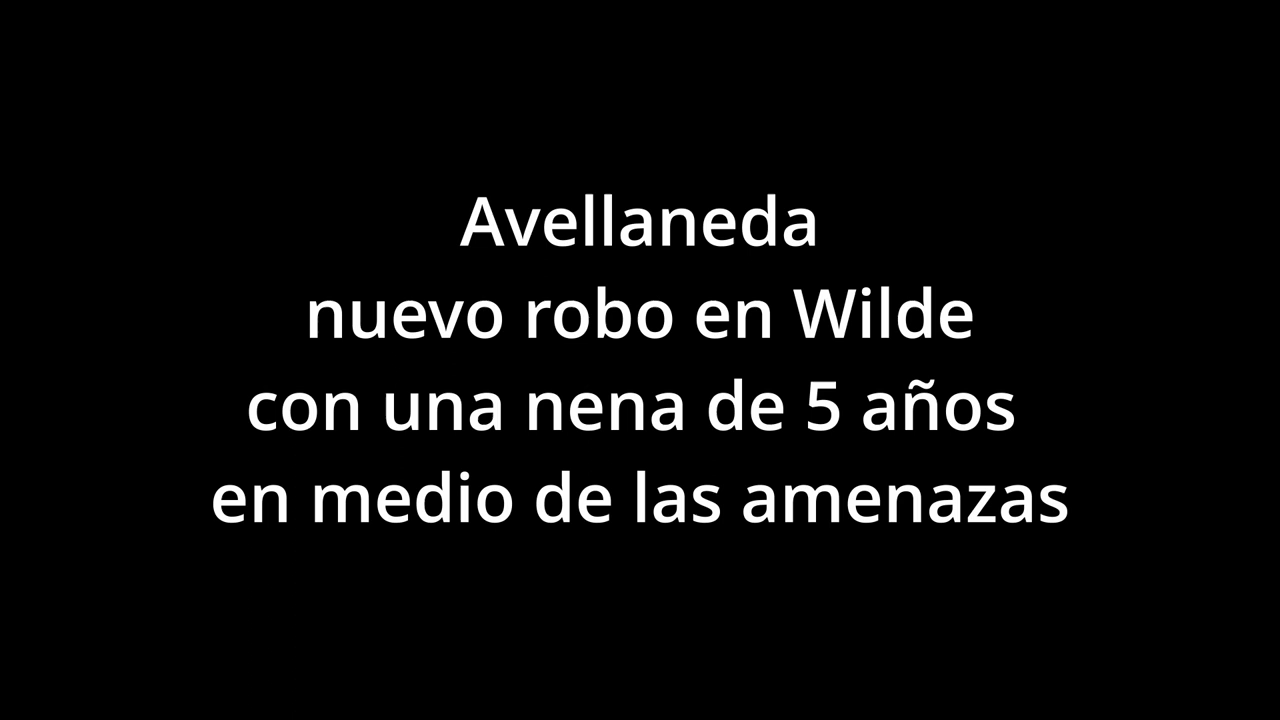 Avellaneda
nuevo robo en Wilde
con una nena de 5 años
en medio de las amenazas